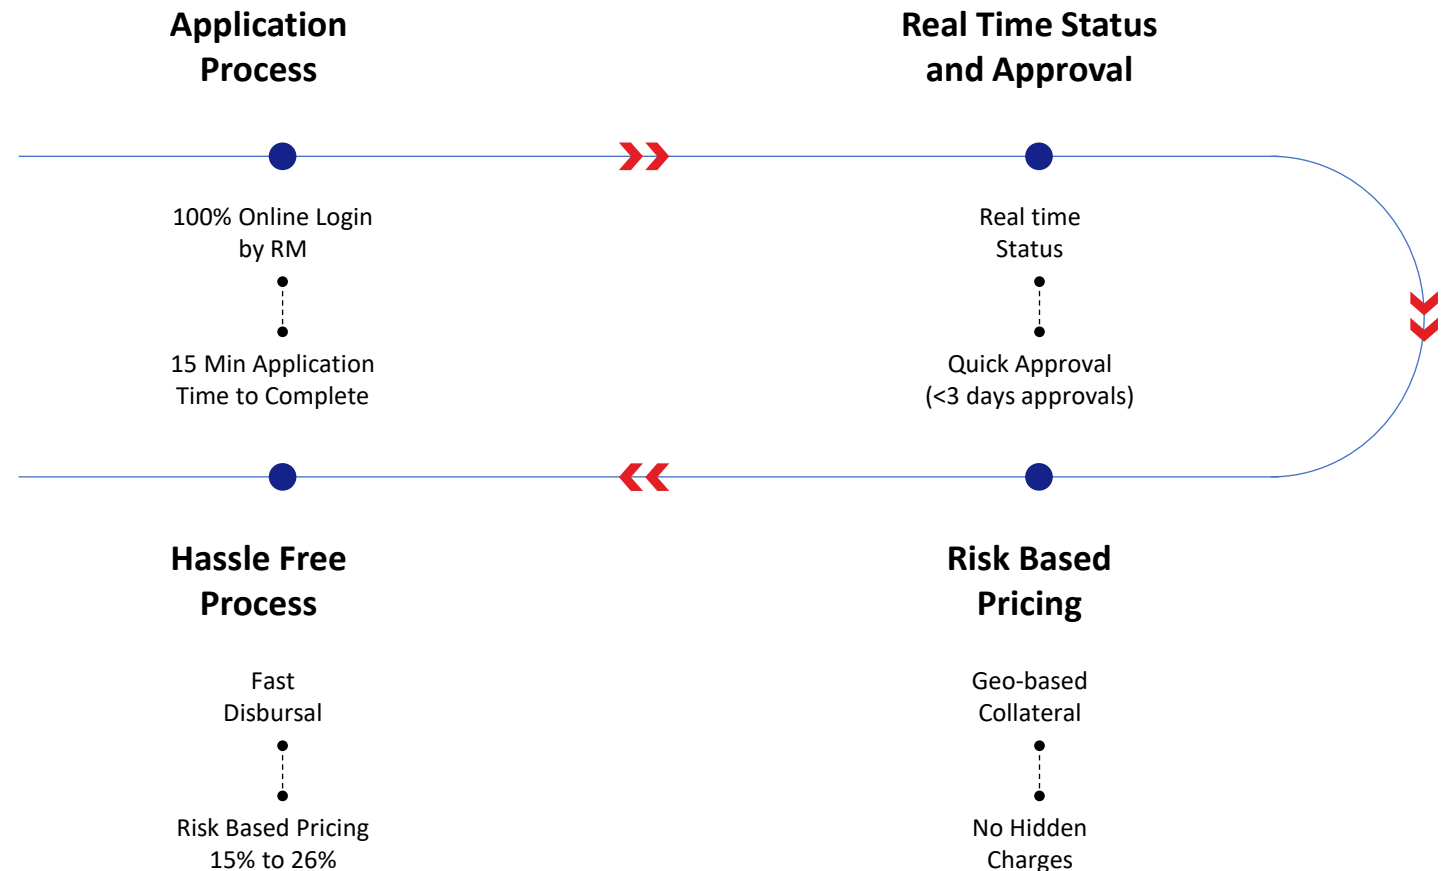 Application
Process
100% Online Login
by RM
15 Min Application
Time to Complete
Real Time Status
and Approval
Real time
Status
Quick Approval
(<3 days approvals)
Risk Based
Pricing
Geo-based
Collateral
No Hidden
Charges
Hassle Free
Process
Fast
Disbursal
Risk Based Pricing
15% to 26%